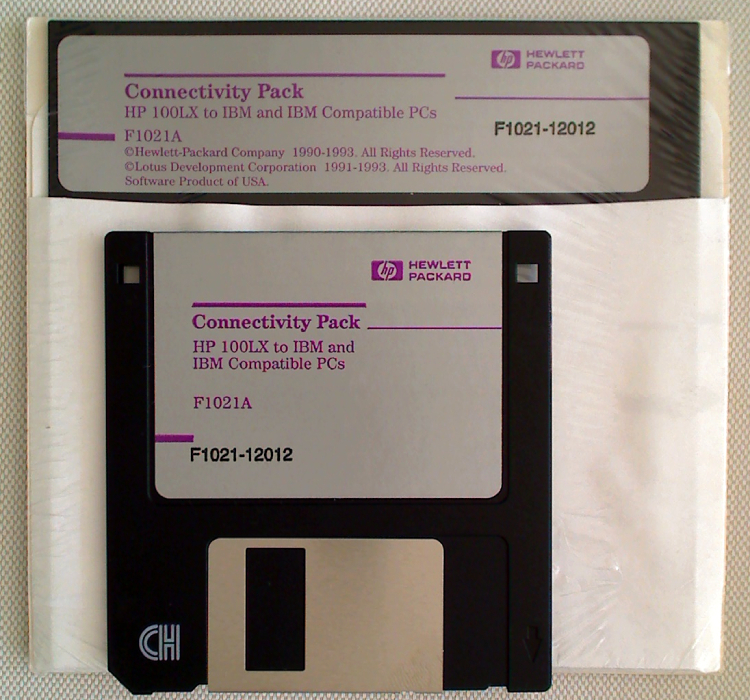 hp HEWLETT
PACKARD
Connectivity Pack
HP 100LX to IBM and IBM Compatible PCs
F1021-12012
F1021A
©Hewlett-Packard Company 1990-1993. All Rights Reserved.
©Lotus Development Corporation 1991-1993. All Rights Reserved.
Software Product of USA.
hp HEWLETT
PACKARD
Connectivity Pack
HP 100LX to IBM and
IBM Compatible PCs
F1021A
F1021-12012
CH